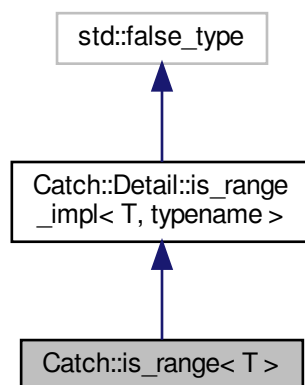 std::false_type
Catch::Detail::is_range
_impl< T, typename >
Catch::is_range< T >